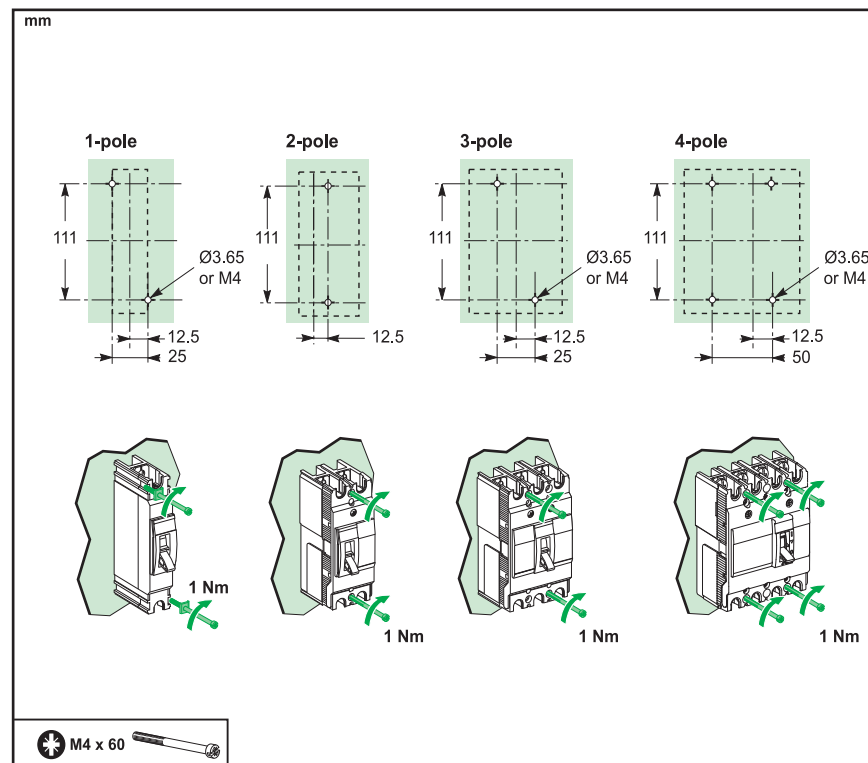 mm
1-pole
2-pole
3-pole
4-pole
111
Ø3.65
or M4
12.5
25
111
12.5
111
Ø3.65
or M4
12.5
25
111
Ø3.65
or M4
12.5
50
1 Nm
1 Nm
1 Nm
1 Nm
M4 x 60